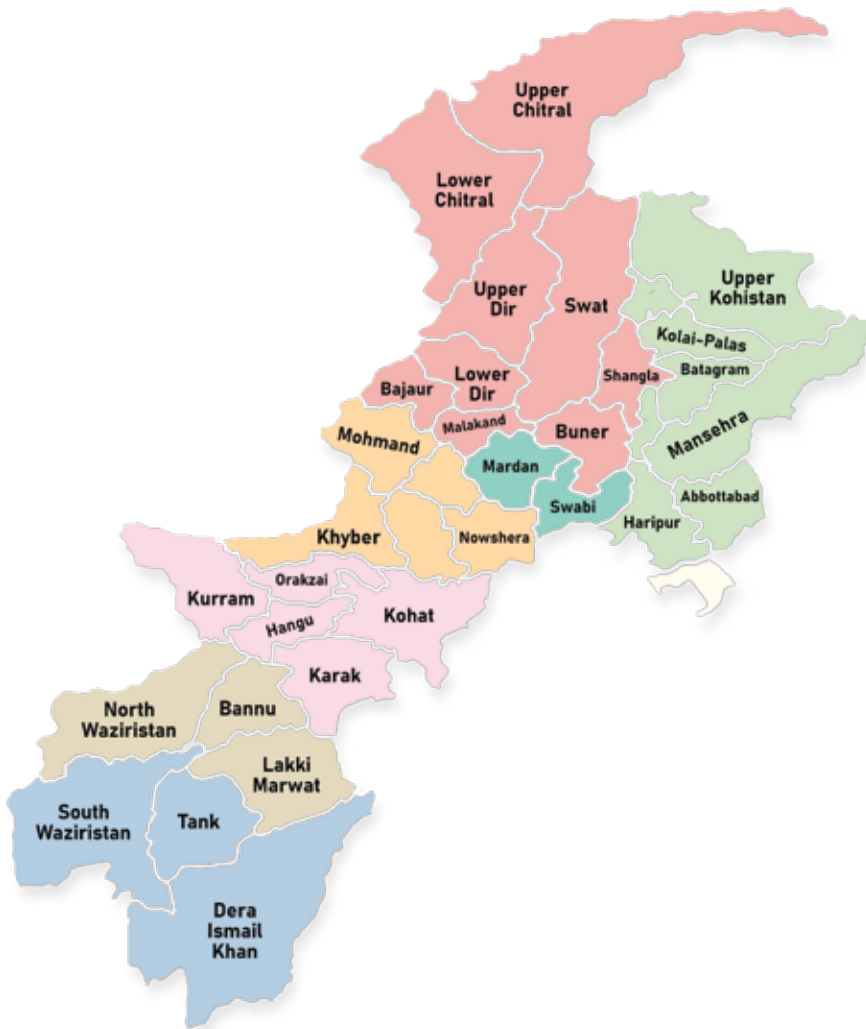 Upper
Chitral
Lower
Chitral
Upper
Dir
Swat
Upper
Kohistan
Kolai-Palas
Batagram
Shangla
Lower
Dir
Bajaur
Malakand
Buner
Mansehra
Mohmand
Mardan
Swabi
Abbottabad
Haripur
Khyber
Nowshera
Orakzai
Kurram
Hangu
Kohat
Karak
North
Waziristan
Bannu
Lakki
Marwat
South
Waziristan
Tank
Dera
Ismail
Khan